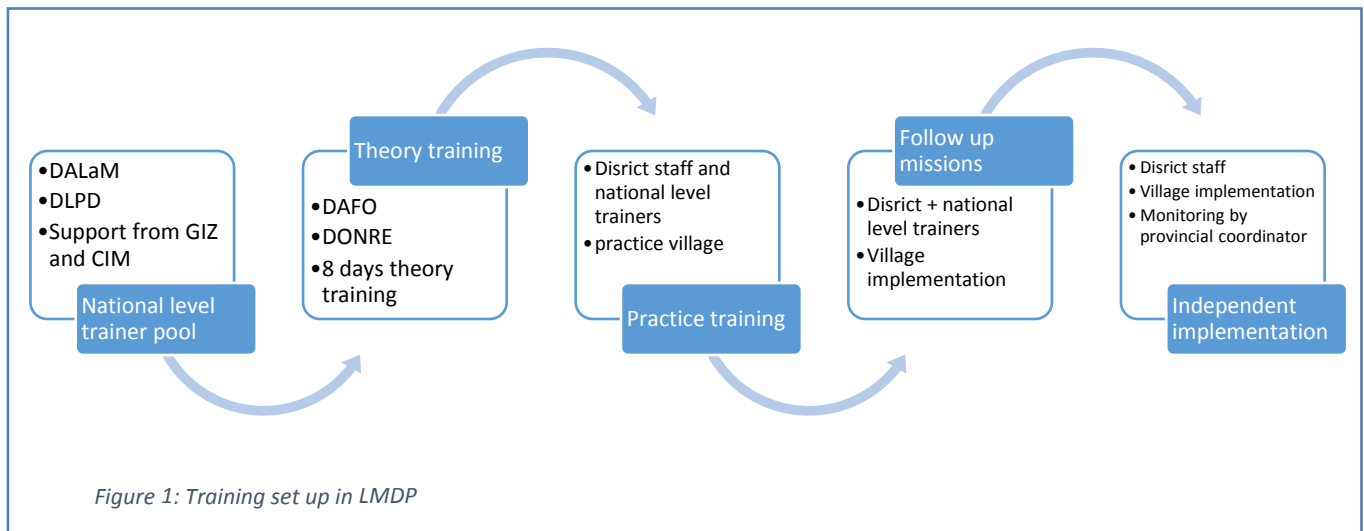 •DALaM
•DLPD
•Support from GIZ
and CIM
National level
trainer pool
Theory training
•DAFO
•DONRE
•8 days theory
training
•Disrict staff and
national level
trainers
•practice village
Practice training
Follow up
missions
•Disrict + national
level trainers
•Village
implementation
•Disrict staff
•Village implementation
•Monitoring by
provincial coordinator
Independent
implementation
Figure 1: Training set up in LMDP